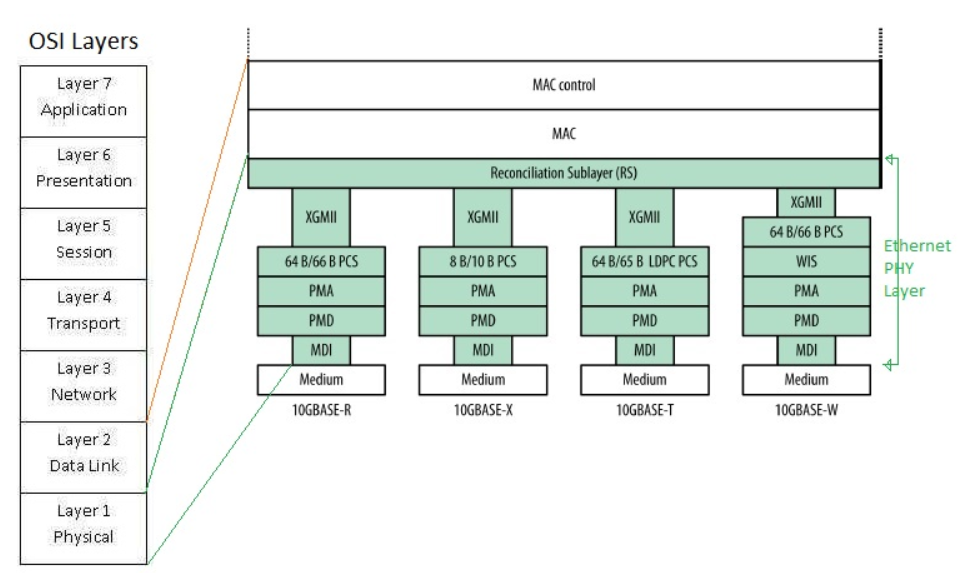 OSI Layers
Layer 7
Application
Layer 6
Presentation
Layer 5
Session
Layer 4
Transport
Layer 3
Network
Layer 2
Data Link
Layer 1
Physical
MAC control
MAC
Reconciliation Sublayer (RS)
XGMII
64 B/66 B PCS
PMA
PMD
MDI
Medium
10GBASE-R
XGMII
8 B/10 B PCS
PMA
PMD
MDI
Medium
10GBASE-X
XGMII
64 B/65 B LDPC PCS
PMA
PMD
MDI
Medium
10GBASE-T
XGMII
64 B/66 B PCS
WIS
PMA
PMD
MDI
Medium
10GBASE-W
Ethernet
PHY
Layer